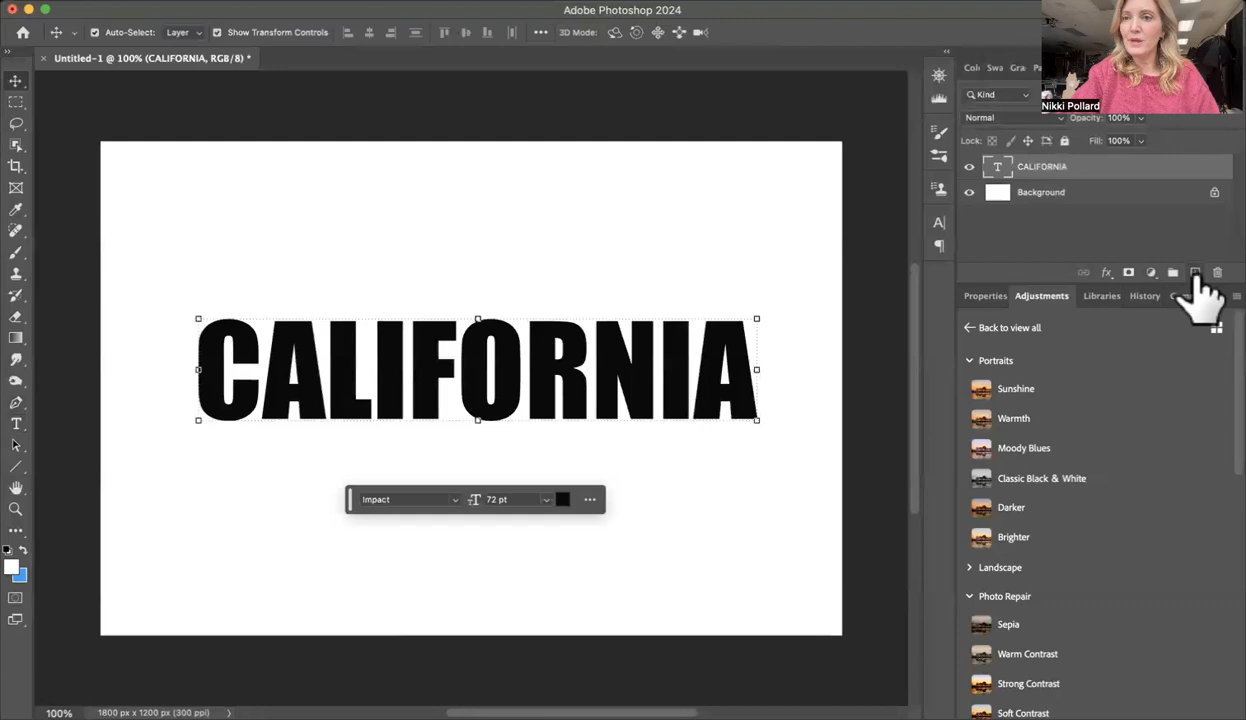 Adobe Photoshop 2024
Auto-Select: Layer Show Transform Controls 3D Mode:
Untitled-1 @ 100% (CALIFORNIA, RGB/8) *
Nikki Pollard
Kind
Normal Opacity: 100%
Lock: Fill: 100%
T CALIFORNIA
Background
fx
Properties Adjustments Libraries History
Back to view all
Portraits
Sunshine
Warmth
Moody Blues
Classic Black & White
Darker
Brighter
Landscape
Photo Repair
Sepia
Warm Contrast
Strong Contrast
Soft Contrast
CALIFORNIA
Impact 72 pt
100% 1800 px x 1200 px (300 ppi)